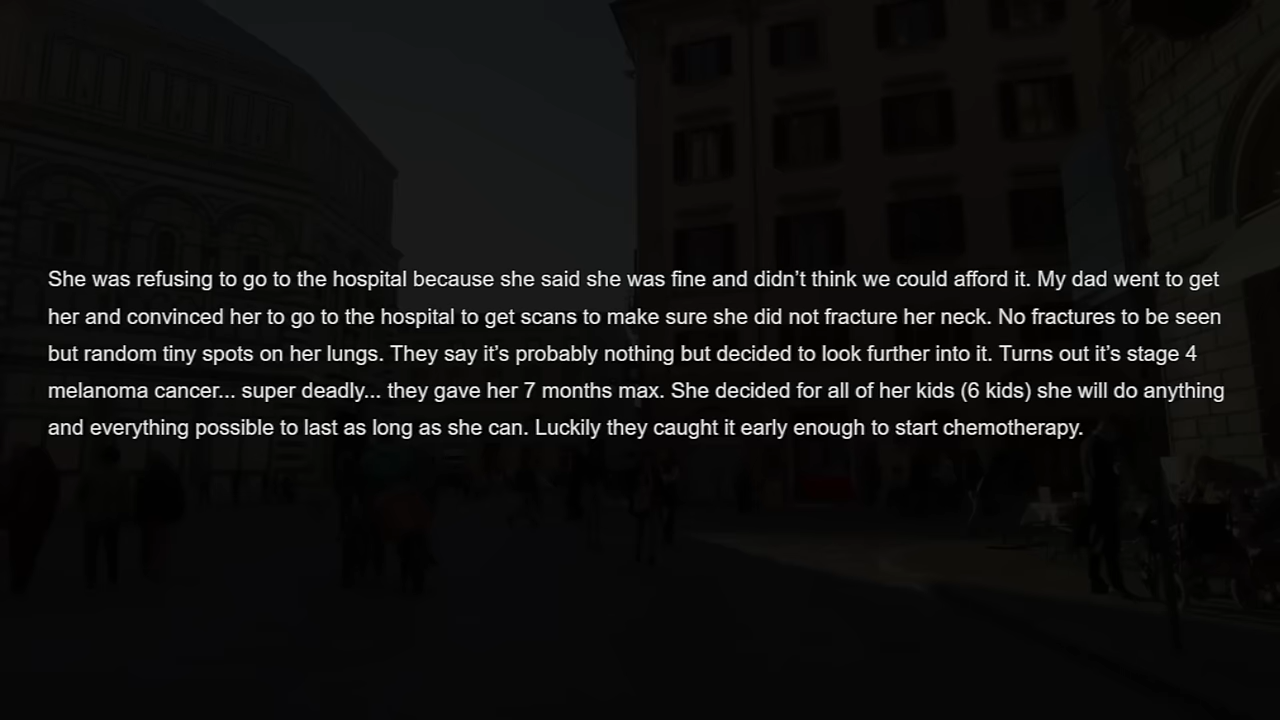 She was refusing to go to the hospital because she said she was fine and didn’t think we could afford it. My dad went to get
her and convinced her to go to the hospital to get scans to make sure she did not fracture her neck. No fractures to be seen
but random tiny spots on her lungs. They say it’s probably nothing but decided to look further into it. Turns out it’s stage 4
melanoma cancer... super deadly... they gave her 7 months max. She decided for all of her kids (6 kids) she will do anything
and everything possible to last as long as she can. Luckily they caught it early enough to start chemotherapy.